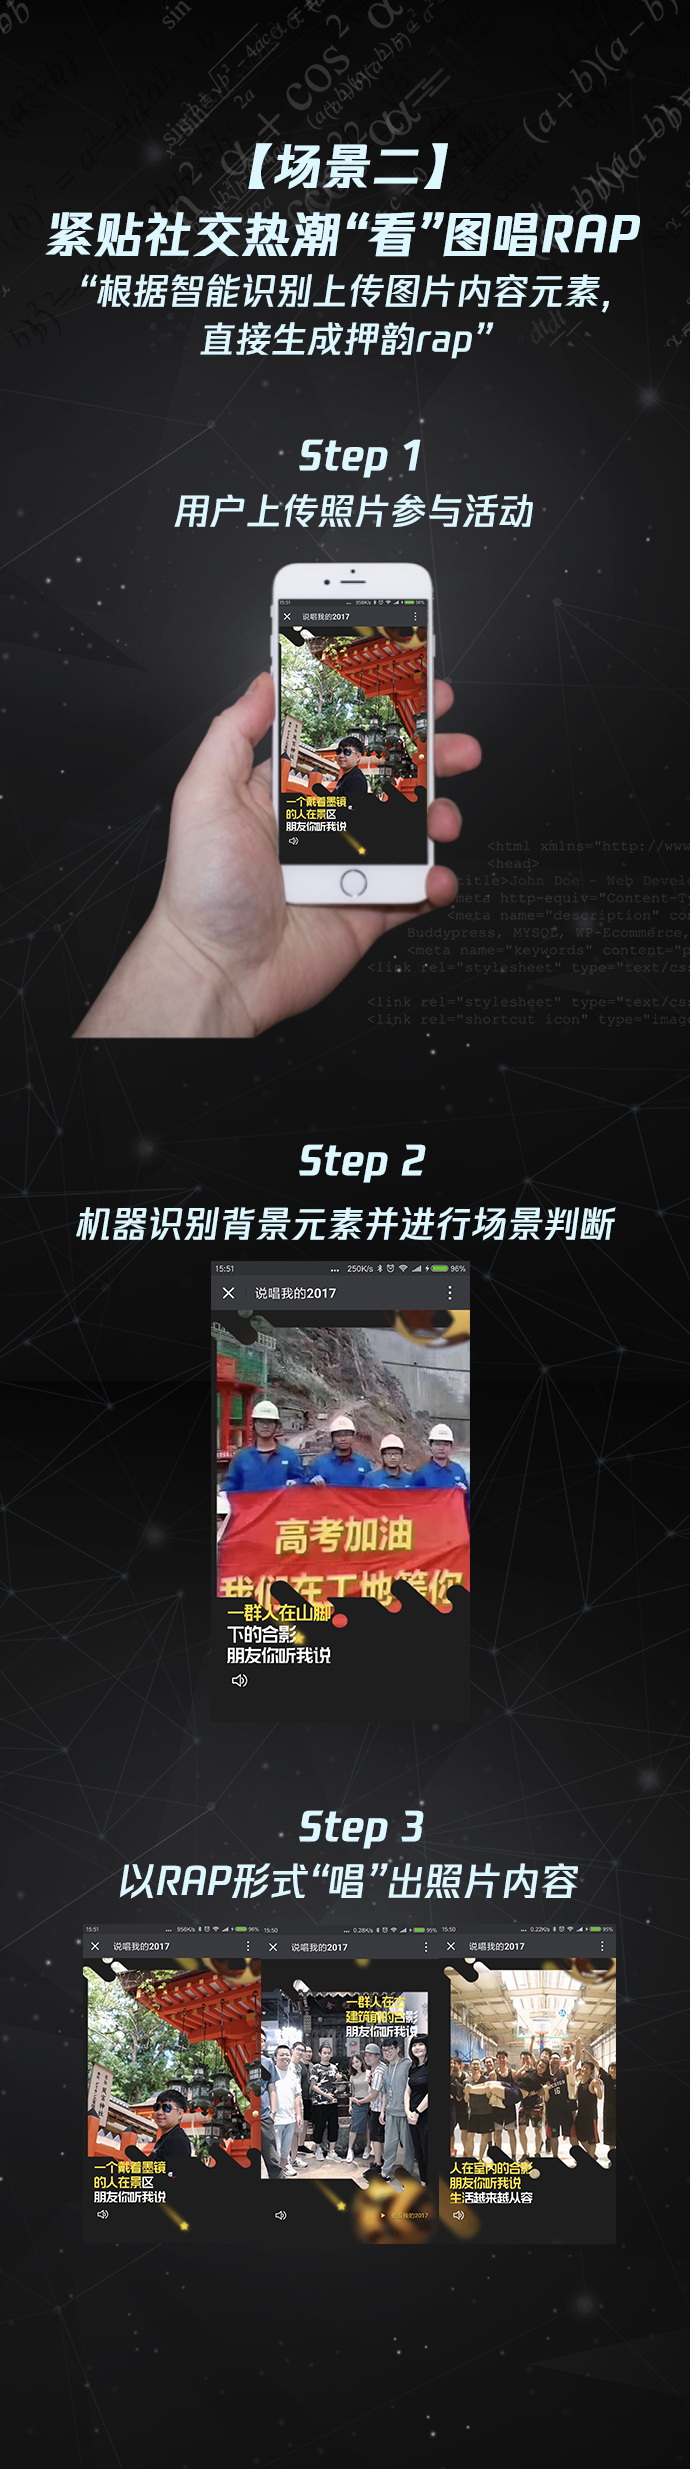 【场景二】
紧贴社交热潮“看”图唱RAP
“根据智能识别上传图片内容元素，
直接生成押韵rap”
Step 1
用户上传照片参与活动
15:51
956K/s
96%
说唱我的2017
一个戴着墨镜
的人在景区
朋友你听我说
<html xmlns="http://www
<head>
title>John Doe - Web Devel
meta http-equiv="Content-Ty
<meta name="description" con
Buddypress, MYSQL, WP-Ecommerce,
<meta name="keywords" content="p
<link rel="stylesheet" type="text/css
<link rel="stylesheet" type="text/css
<link rel="shortcut icon" type="imag
Step 2
机器识别背景元素并进行场景判断
15:51 ... 250K/s 96%
说唱我的2017
高考加油
我们在工地等你
一群人在山脚
下的合影
朋友你听我说
Step 3
以RAP形式“唱”出照片内容
15:51 ... 956K/s 96%
说唱我的2017
一个戴着墨镜
的人在景区
朋友你听我说
15:50 ... 0.28K/s 95%
说唱我的2017
一群人在古
建筑前的合影
朋友你听我说
15:50 ... 0.22K/s 95%
说唱我的2017
人在室内的合影
朋友你听我说
生活越来越从容